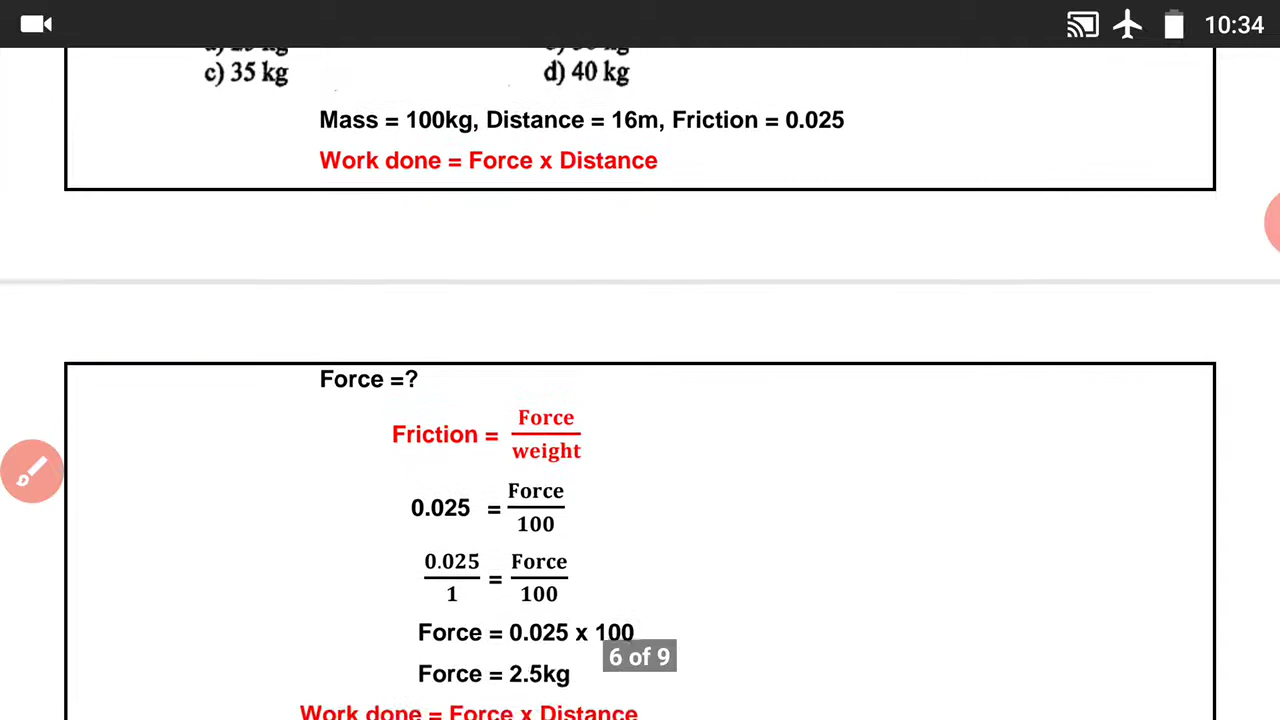 10:34
c) 35 kg d) 40 kg
Mass = 100kg, Distance = 16m, Friction = 0.025
Work done = Force x Distance
Force =?
Friction = Force
weight
0.025 = Force
100
0.025 = Force
1 100
Force = 0.025 x 100
6 of 9
Force = 2.5kg
Work done = Force x Distance